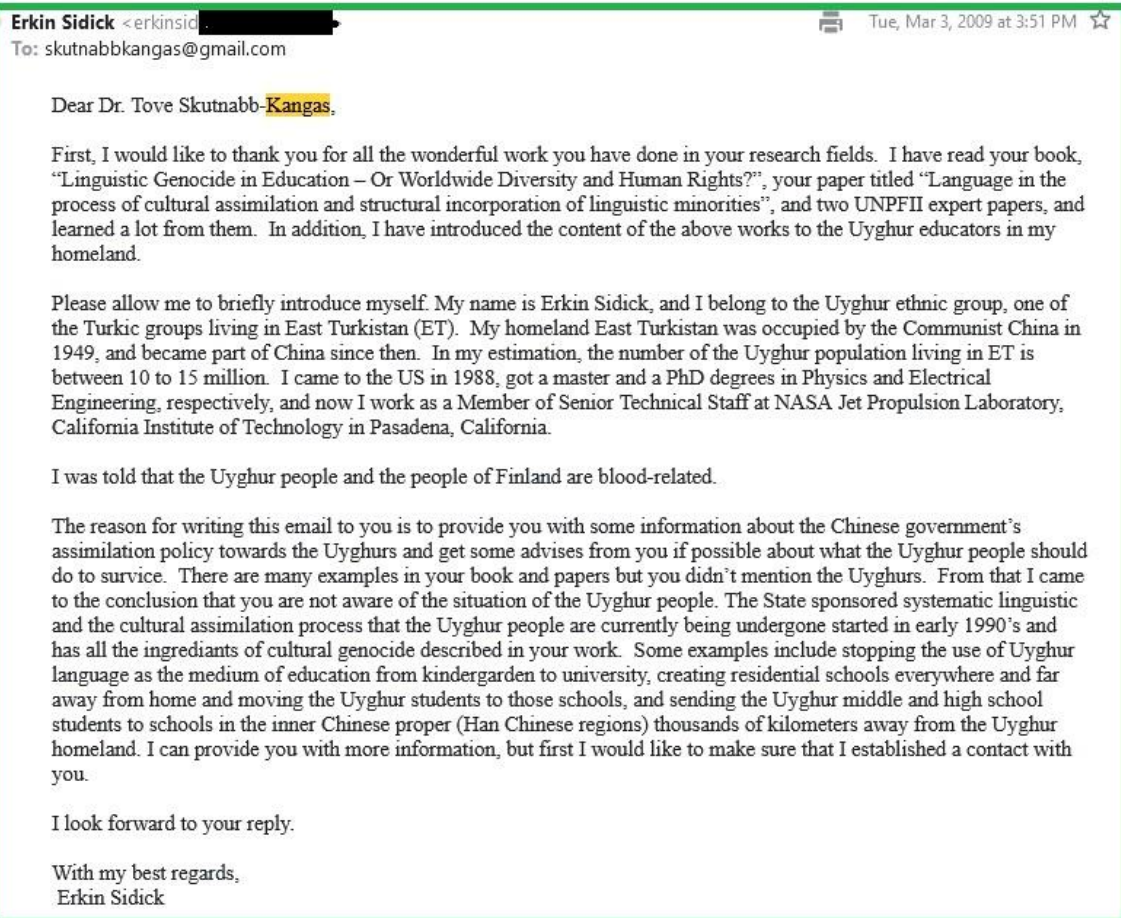 Erkin Sidick <erkinsid
Tue, Mar 3, 2009 at 3:51 PM
To: skutnabbkangas@gmail.com
Dear Dr. Tove Skutnabb-Kangas,
First, I would like to thank you for all the wonderful work you have done in your research fields.  I have read your book,
“Linguistic Genocide in Education – Or Worldwide Diversity and Human Rights?”, your paper titled “Language in the
process of cultural assimilation and structural incorporation of linguistic minorities”, and two UNPFII expert papers, and
learned a lot from them.  In addition, I have introduced the content of the above works to the Uyghur educators in my
homeland.
Please allow me to briefly introduce myself. My name is Erkin Sidick, and I belong to the Uyghur ethnic group, one of
the Turkic groups living in East Turkistan (ET).  My homeland East Turkistan was occupied by the Communist China in
1949, and became part of China since then.  In my estimation, the number of the Uyghur population living in ET is
between 10 to 15 million.  I came to the US in 1988, got a master and a PhD degrees in Physics and Electrical
Engineering, respectively, and now I work as a Member of Senior Technical Staff at NASA Jet Propulsion Laboratory,
California Institute of Technology in Pasadena, California.
I was told that the Uyghur people and the people of Finland are blood-related.
The reason for writing this email to you is to provide you with some information about the Chinese government’s
assimilation policy towards the Uyghurs and get some advises from you if possible about what the Uyghur people should
do to survice.  There are many examples in your book and papers but you didn’t mention the Uyghurs.  From that I came
to the conclusion that you are not aware of the situation of the Uyghur people. The State sponsored systematic linguistic
and the cultural assimilation process that the Uyghur people are currently being undergone started in early 1990’s and
has all the ingrediants of cultural genocide described in your work.  Some examples include stopping the use of Uyghur
language as the medium of education from kindergarden to university, creating residential schools everywhere and far
away from home and moving the Uyghur students to those schools, and sending the Uyghur middle and high school
students to schools in the inner Chinese proper (Han Chinese regions) thousands of kilometers away from the Uyghur
homeland. I can provide you with more information, but first I would like to make sure that I established a contact with
you.
I look forward to your reply.
With my best regards,
Erkin Sidick